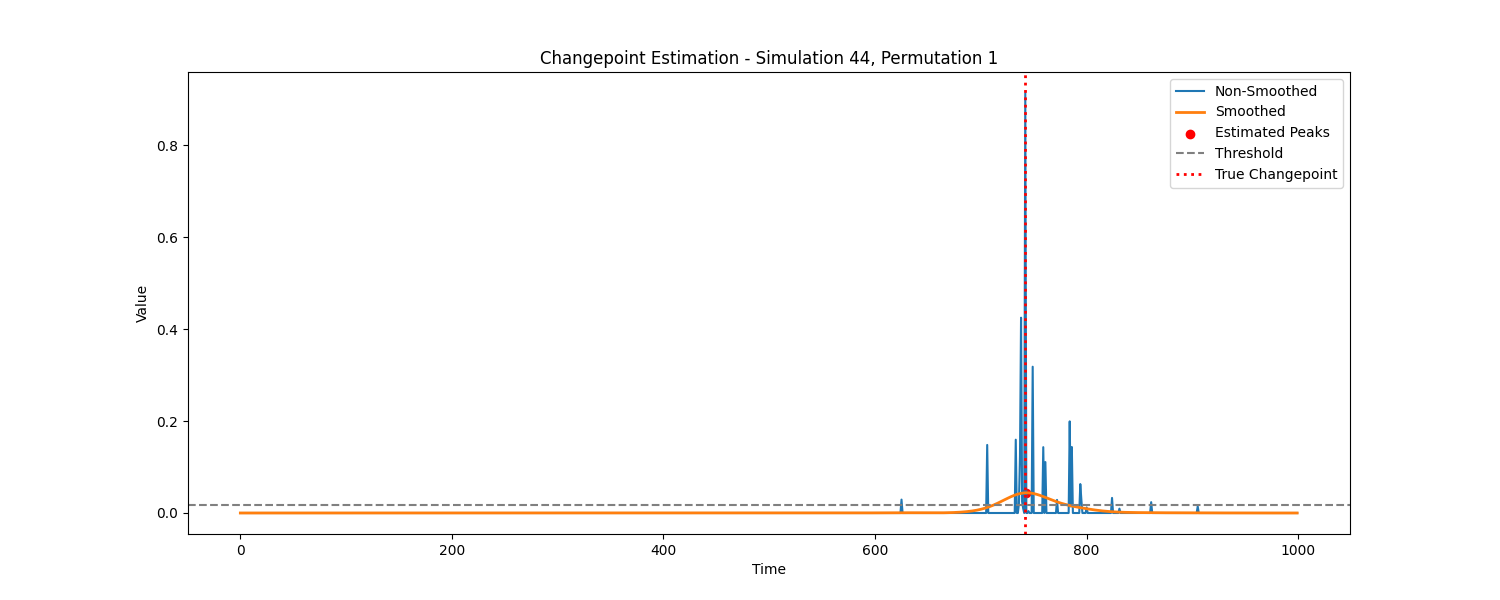 Changepoint Estimation - Simulation 44, Permutation 1
Non-Smoothed
Smoothed
Estimated Peaks
Threshold
True Changepoint
Value
0.8
0.6
0.4
0.2
0.0
0 200 400 600 800 1000
Time